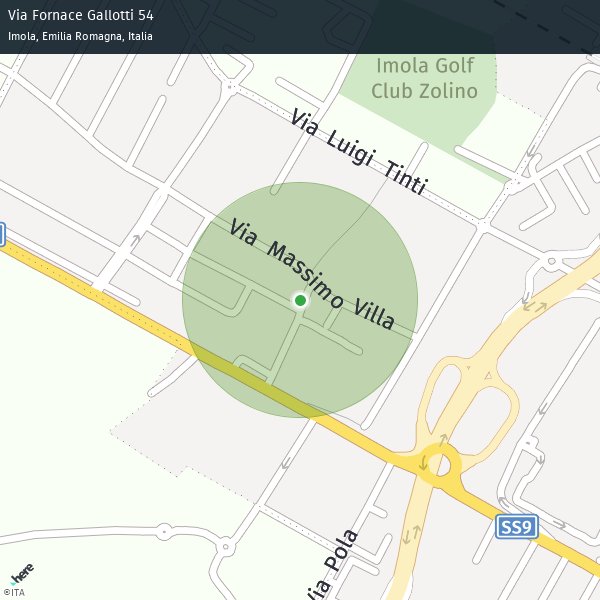 Via Fornace Gallotti 54
Imola, Emilia Romagna, Italia
Imola Golf
Club Zolino
Via Luigi Tinti
Via Massimo Villa
SS9
Via Pola
here
©ITA